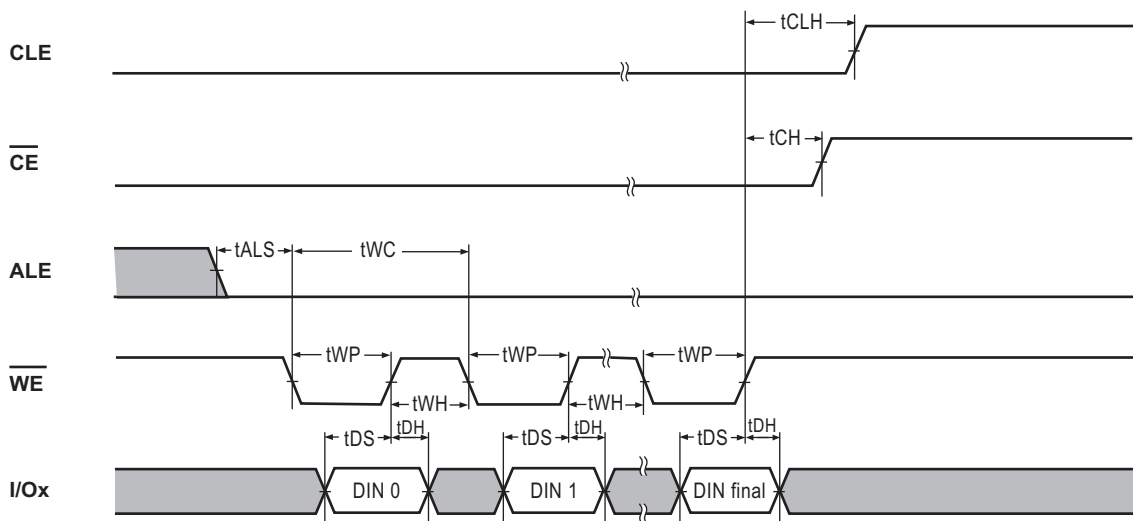 CLE
tCLH
CE
tCH
ALE
tALS
tWC
WE
tWP
tWP
tWP
tWH
tWH
tDS
tDH
tDS
tDH
tDS
tDH
I/Ox
DIN 0
DIN 1
DIN final